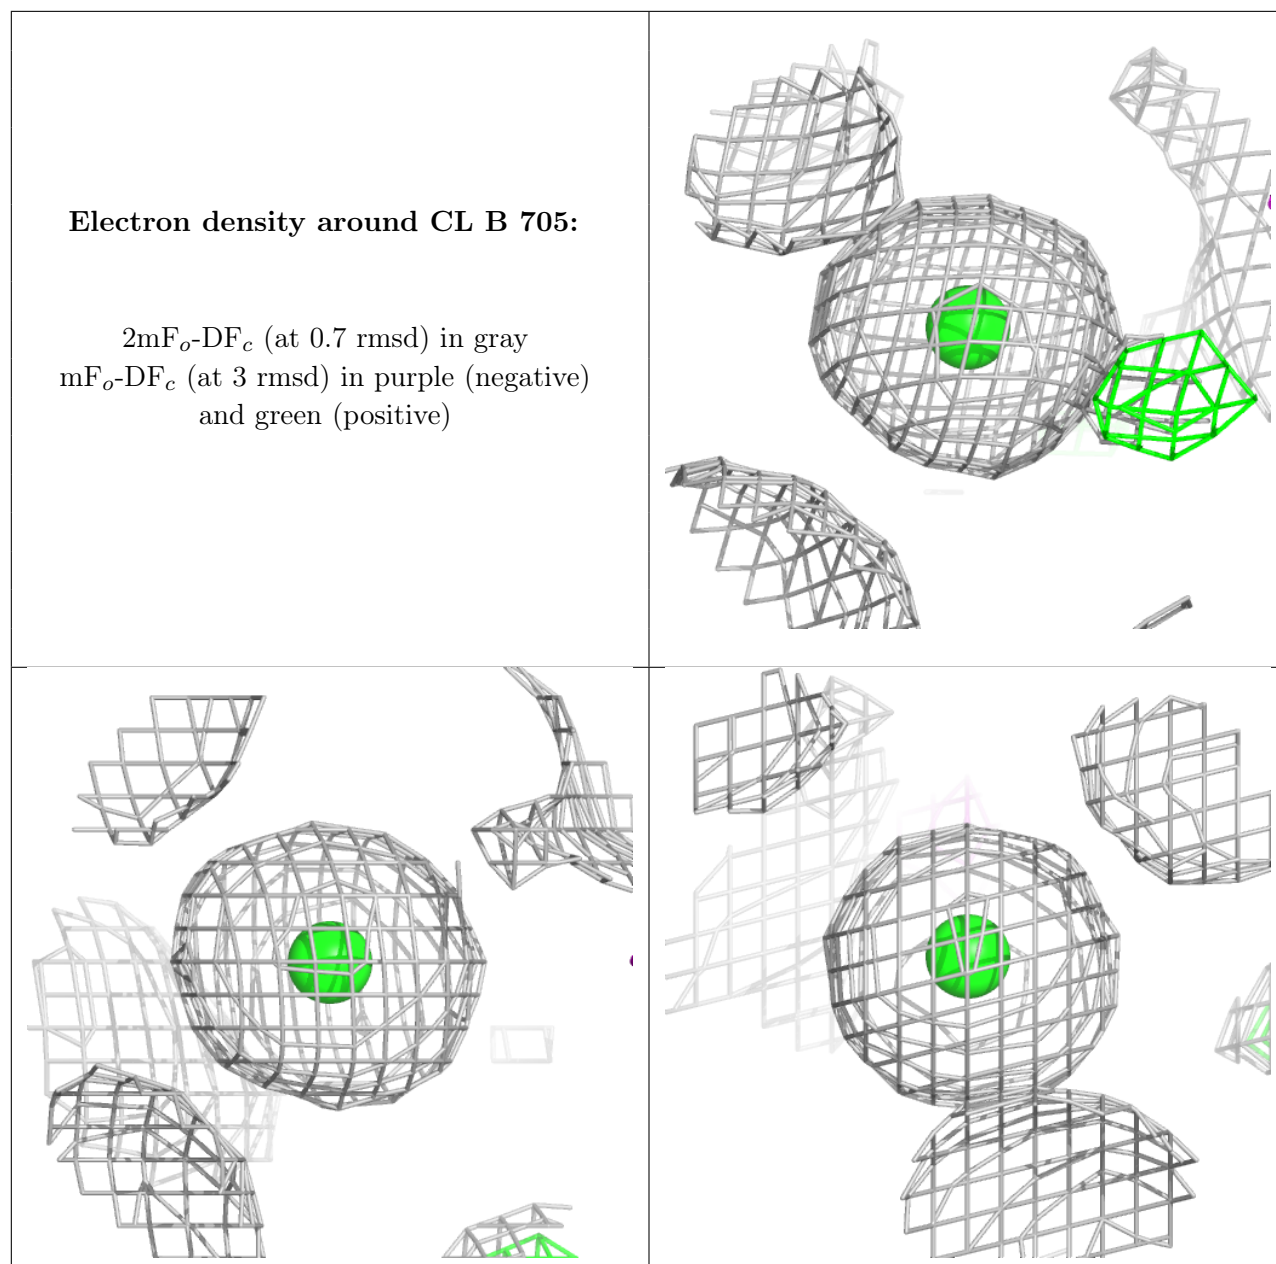 Electron density around CL B 705:
2mFo-DFc (at 0.7 rmsd) in gray
mFo-DFc (at 3 rmsd) in purple (negative)
and green (positive)